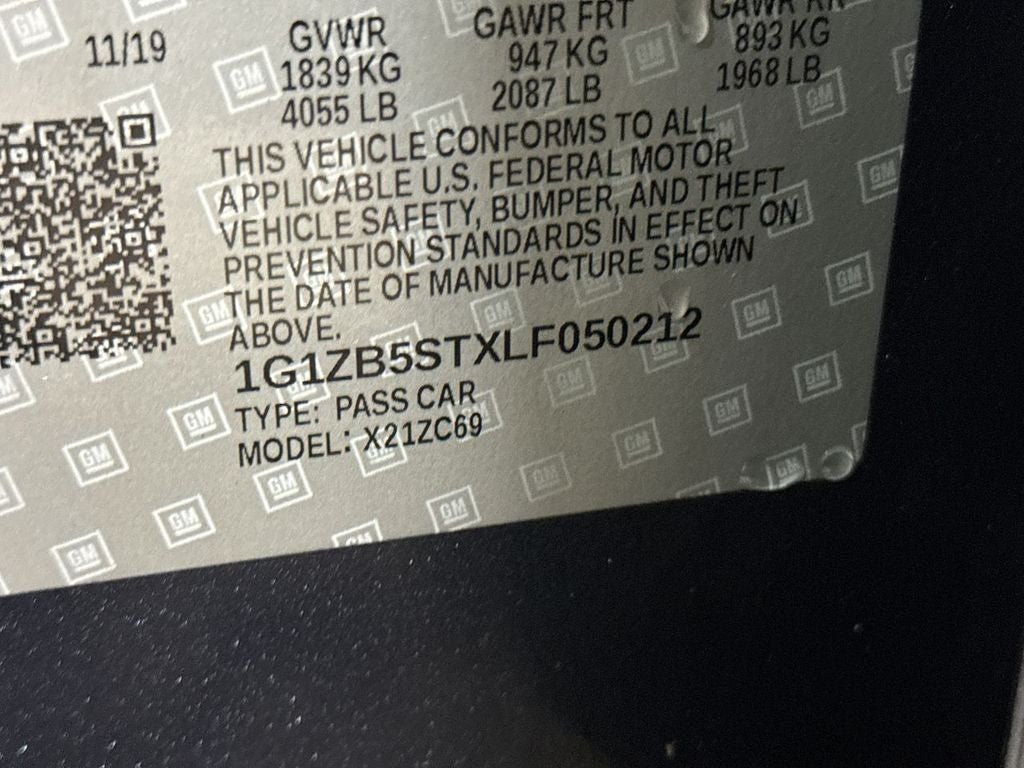 11/19 GVWR GAWR FRT GAWR RR
1839 KG 947 KG 893 KG
4055 LB 2087 LB 1968 LB
THIS VEHICLE CONFORMS TO ALL
APPLICABLE U.S. FEDERAL MOTOR
VEHICLE SAFETY, BUMPER, AND THEFT
PREVENTION STANDARDS IN EFFECT ON
THE DATE OF MANUFACTURE SHOWN
ABOVE.
1G1ZB5STXLF050212
TYPE: PASS CAR
MODEL: X21ZC69